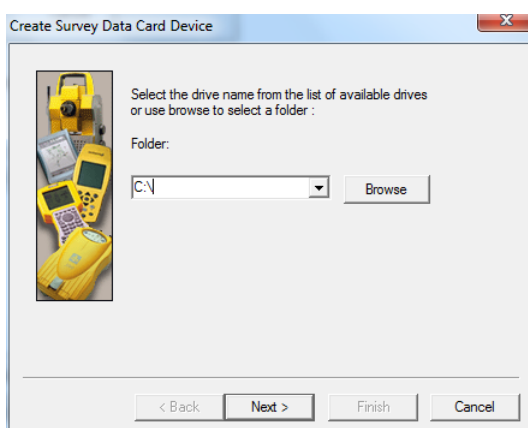 Create Survey Data Card Device
Select the drive name from the list of available drives
or use browse to select a folder :
Folder:
C:\
Browse
< Back
Next >
Finish
Cancel